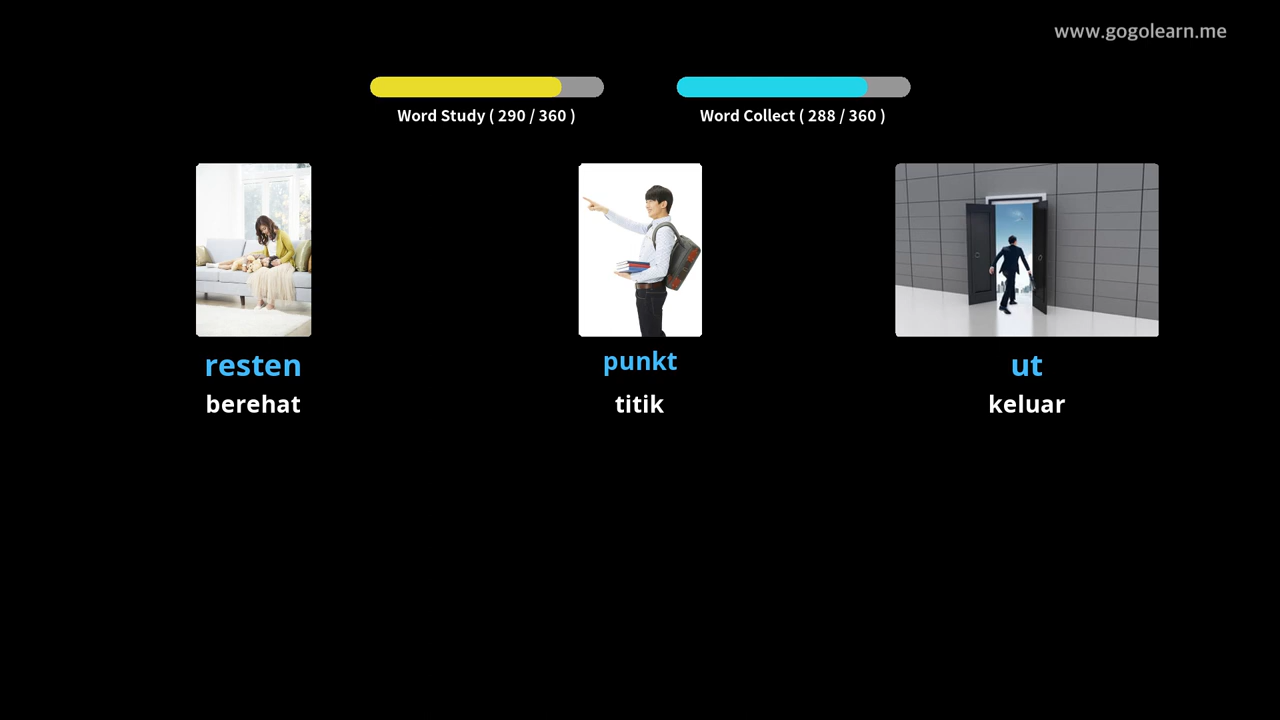 www.gogolearn.me
Word Study ( 290 / 360 )
Word Collect ( 288 / 360 )
resten
punkt
ut
berehat
titik
keluar